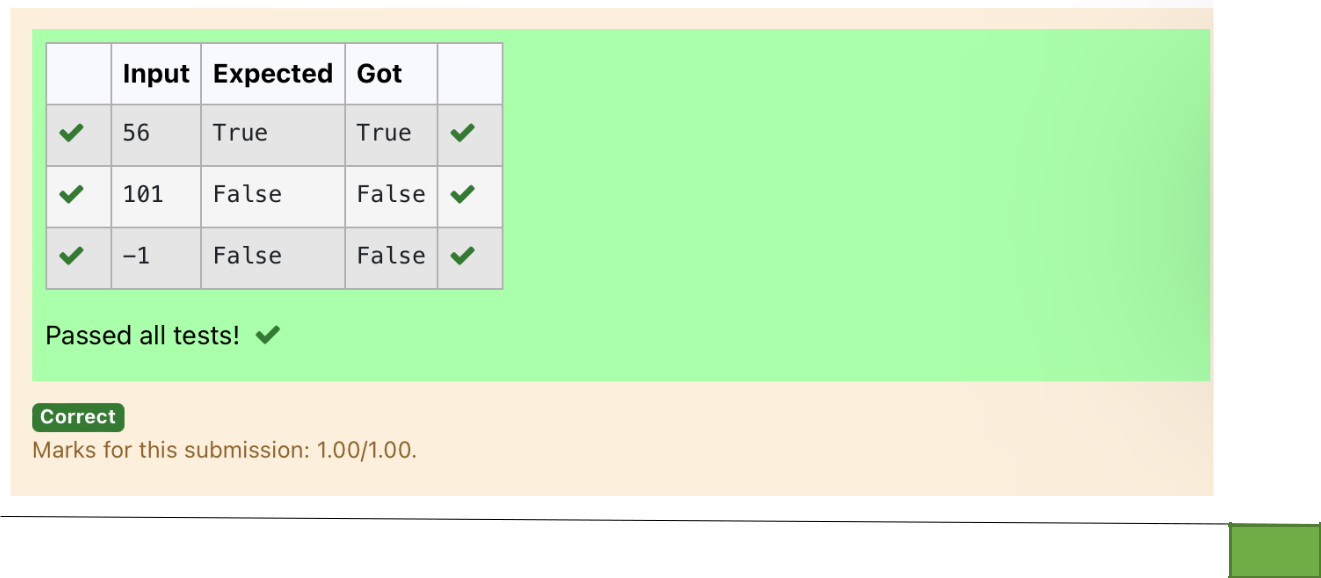 Input Expected Got
56 True True
101 False False
-1 False False
Passed all tests!
Correct
Marks for this submission: 1.00/1.00.